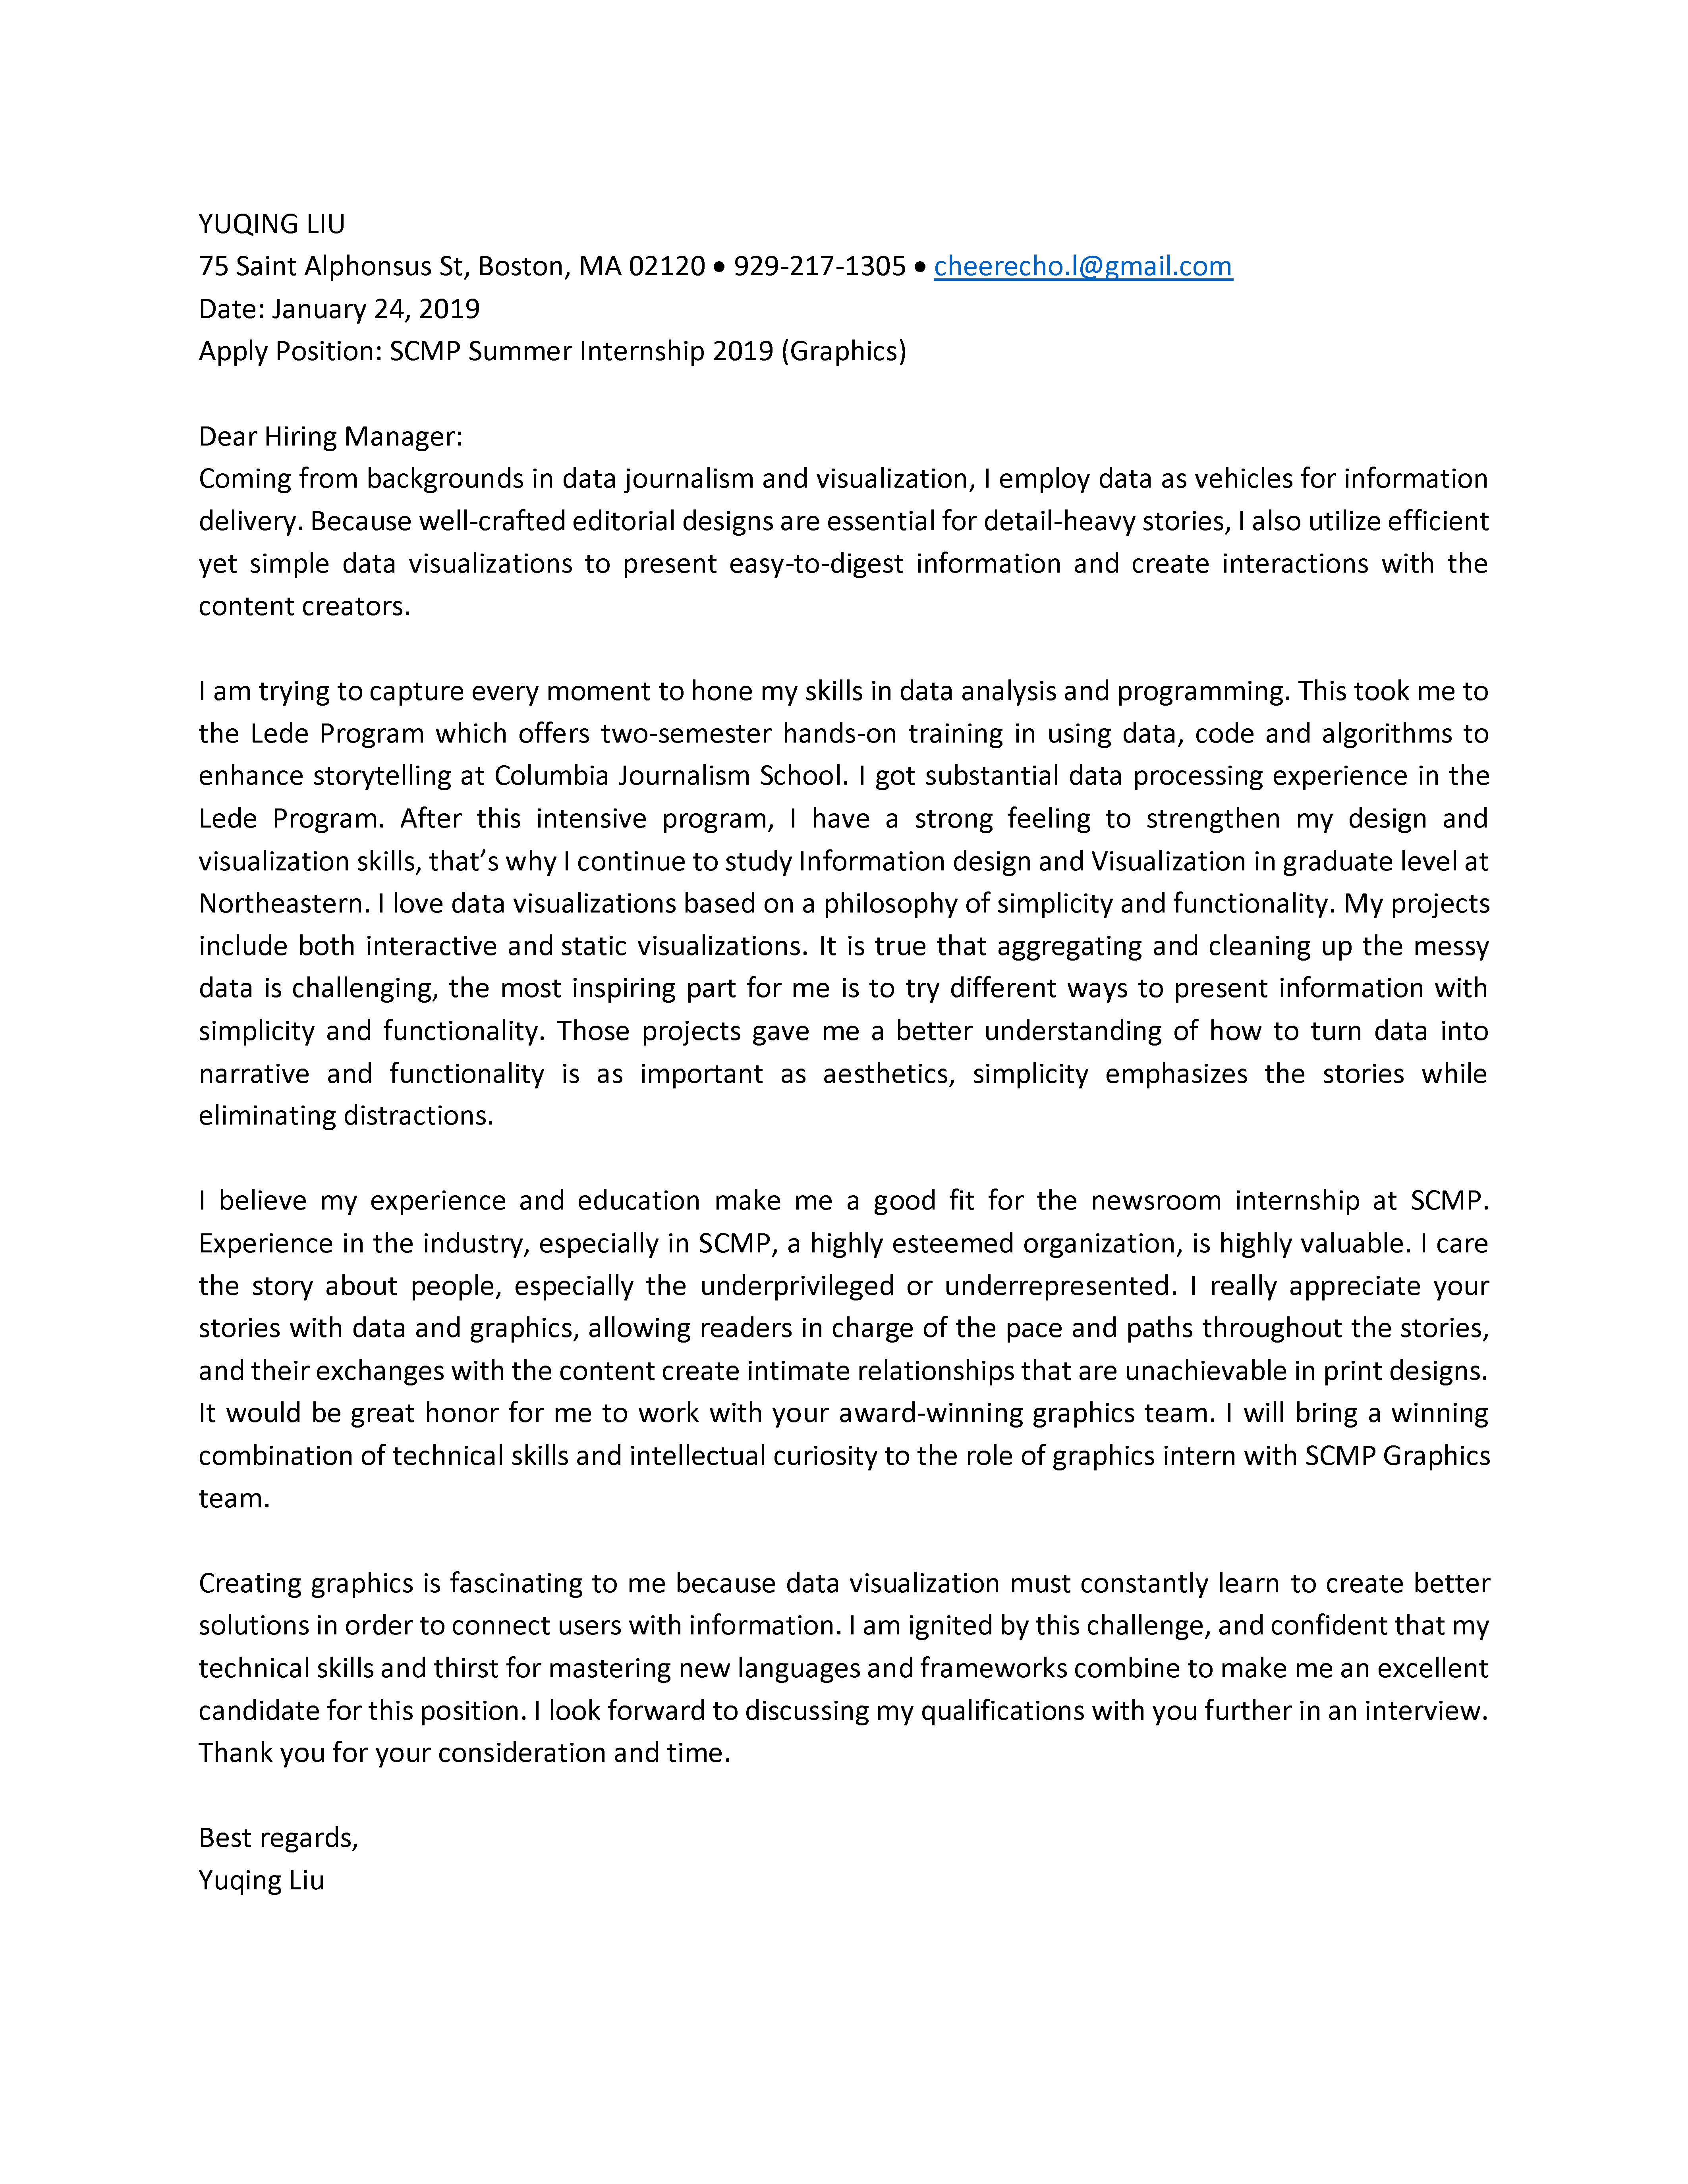 YUQING LIU
75 Saint Alphonsus St, Boston, MA 02120 • 929-217-1305 • cheerecho.l@gmail.com
Date: January 24, 2019
Apply Position: SCMP Summer Internship 2019 (Graphics)
Dear Hiring Manager:
Coming from backgrounds in data journalism and visualization, I employ data as vehicles for information
delivery. Because well-crafted editorial designs are essential for detail-heavy stories, I also utilize efficient
yet simple data visualizations to present easy-to-digest information and create interactions with the
content creators.
I am trying to capture every moment to hone my skills in data analysis and programming. This took me to
the Lede Program which offers two-semester hands-on training in using data, code and algorithms to
enhance storytelling at Columbia Journalism School. I got substantial data processing experience in the
Lede Program. After this intensive program, I have a strong feeling to strengthen my design and
visualization skills, that’s why I continue to study Information design and Visualization in graduate level at
Northeastern. I love data visualizations based on a philosophy of simplicity and functionality. My projects
include both interactive and static visualizations. It is true that aggregating and cleaning up the messy
data is challenging, the most inspiring part for me is to try different ways to present information with
simplicity and functionality. Those projects gave me a better understanding of how to turn data into
narrative and functionality is as important as aesthetics, simplicity emphasizes the stories while
eliminating distractions.
I believe my experience and education make me a good fit for the newsroom internship at SCMP.
Experience in the industry, especially in SCMP, a highly esteemed organization, is highly valuable. I care
the story about people, especially the underprivileged or underrepresented. I really appreciate your
stories with data and graphics, allowing readers in charge of the pace and paths throughout the stories,
and their exchanges with the content create intimate relationships that are unachievable in print designs.
It would be great honor for me to work with your award-winning graphics team. I will bring a winning
combination of technical skills and intellectual curiosity to the role of graphics intern with SCMP Graphics
team.
Creating graphics is fascinating to me because data visualization must constantly learn to create better
solutions in order to connect users with information. I am ignited by this challenge, and confident that my
technical skills and thirst for mastering new languages and frameworks combine to make me an excellent
candidate for this position. I look forward to discussing my qualifications with you further in an interview.
Thank you for your consideration and time.
Best regards,
Yuqing Liu